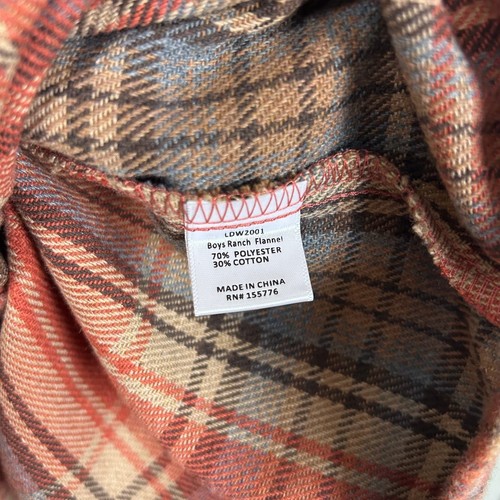 LDW2001
Boys Ranch Flannel
70% POLYESTER
30% COTTON
MADE IN CHINA
RN# 155776